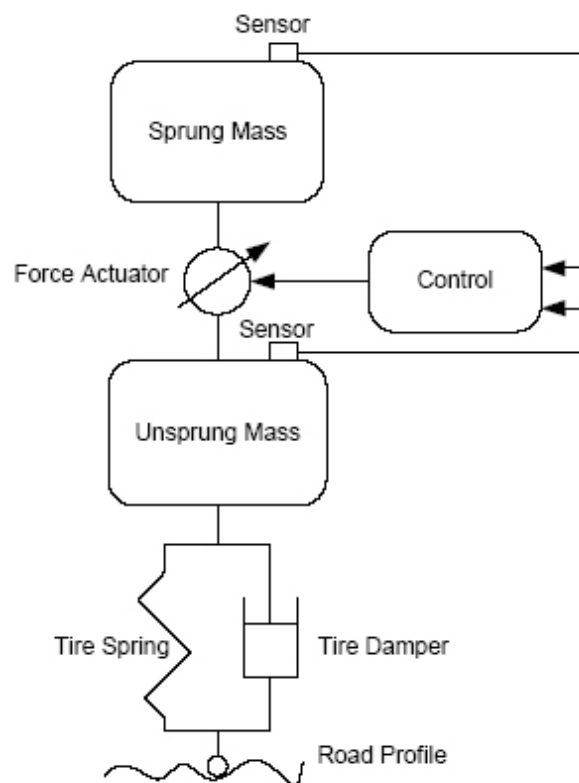 Sensor
Sprung Mass
Force Actuator
Control
Sensor
Unsprung Mass
Tire Spring
Tire Damper
Road Profile